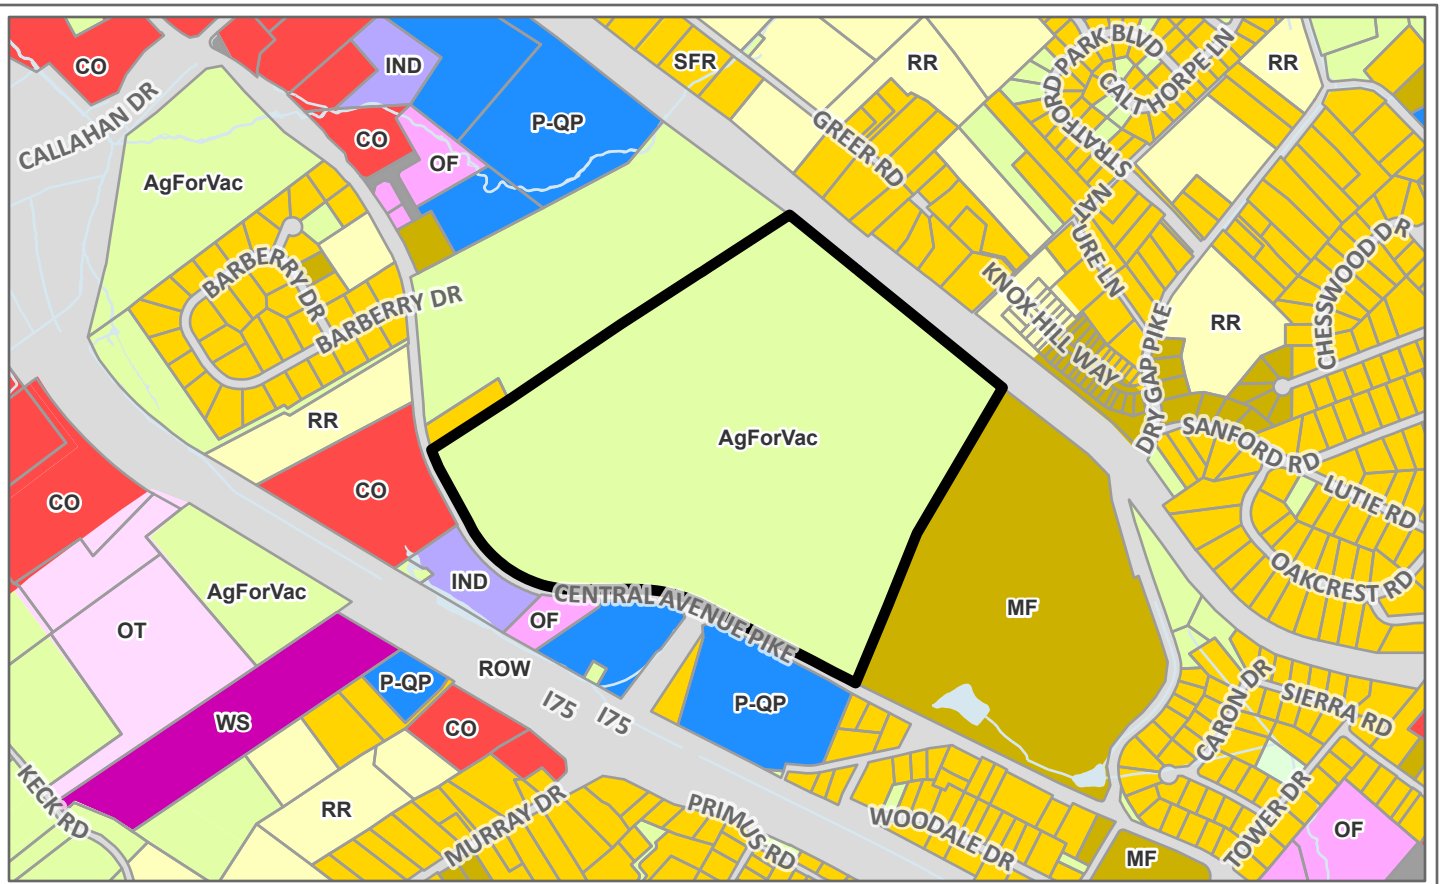 CO
IND
SFR
RR
STRATFORD PARK BLVD
CALTHORPE LN
RR
CALLAHAN DR
P-QP
GREER RD
CO
OF
AgForVac
NATURE LN
CHESSWOOD DR
BARBERRY DR
BARBERRY DR
KNOX HILL WAY
RR
DRY GAP PIKE
RR
AgForVac
SANFORD RD
CO
CO
LUTIE RD
IND
AgForVac
CENTRAL AVENUE PIKE
OAKCREST RD
MF
OF
OT
ROW
P-QP
I75
I75
P-QP
CARON DR
SIERRA RD
WS
CO
KECK RD
RR
MURRAY DR
PRIMUS RD
WOODALE DR
TOWER DR
OF
MF